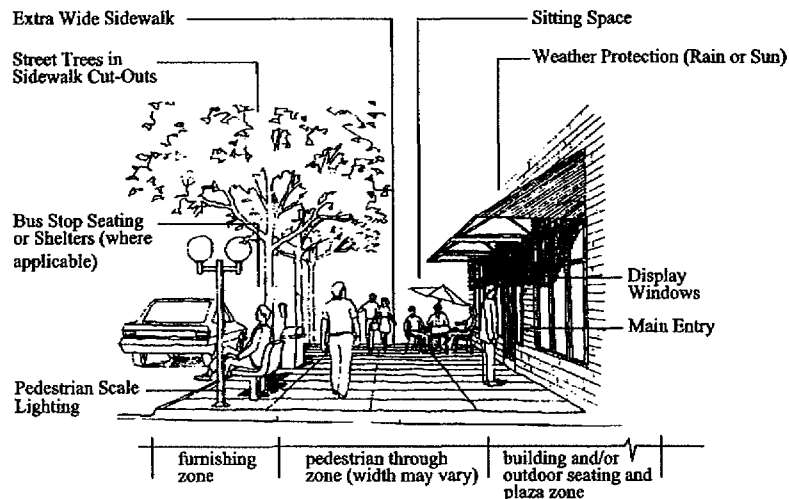 Extra Wide Sidewalk
Street Trees in
Sidewalk Cut-Outs
Bus Stop Seating
or Shelters (where
applicable)
Pedestrian Scale
Lighting
Sitting Space
Weather Protection (Rain or Sun)
Display
Windows
Main Entry
furnishing
zone
pedestrian through
zone (width may vary)
building and/or
outdoor seating and
plaza zone